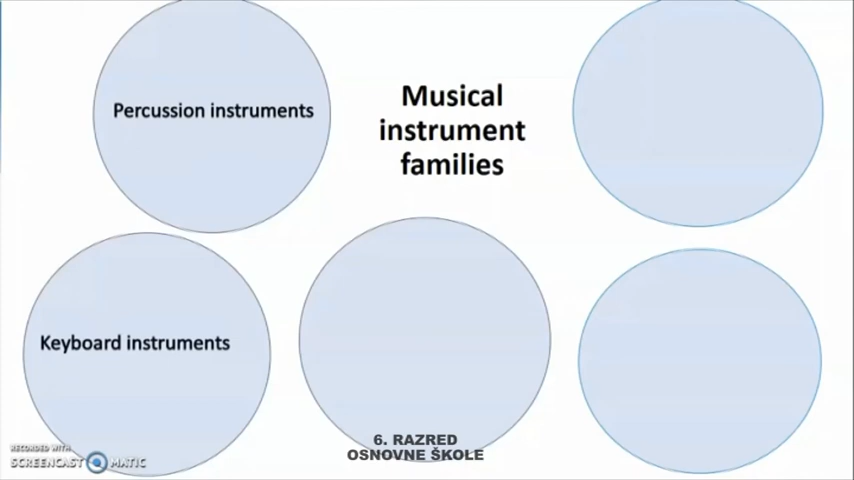 Percussion instruments
Musical
instrument
families
Keyboard instruments
6. RAZRED
OSNOVNE ŠKOLE
RECORDED WITH
SCREENCAST MATIC